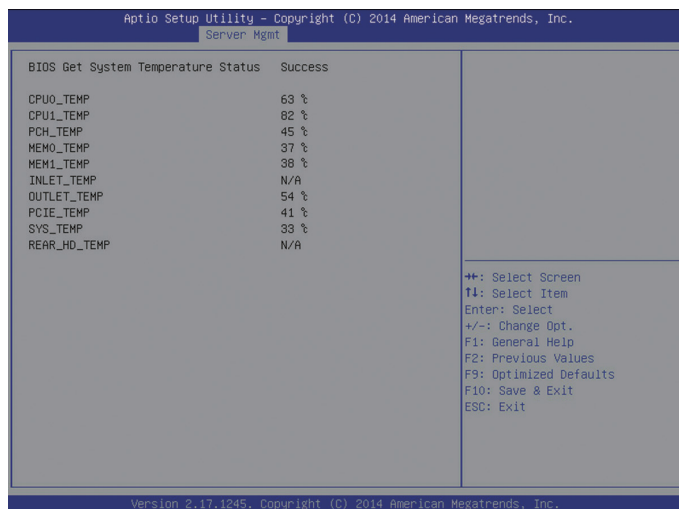 Aptio Setup Utility – Copyright (C) 2014 American Megatrends, Inc.
Server Mgmt
BIOS Get System Temperature Status Success
CPU0_TEMP 63 ℃
CPU1_TEMP 82 ℃
PCH_TEMP 45 ℃
MEM0_TEMP 37 ℃
MEM1_TEMP 38 ℃
INLET_TEMP N/A
OUTLET_TEMP 54 ℃
PCIE_TEMP 41 ℃
SYS_TEMP 33 ℃
REAR_HD_TEMP N/A
→←: Select Screen
↑↓: Select Item
Enter: Select
+/-: Change Opt.
F1: General Help
F2: Previous Values
F9: Optimized Defaults
F10: Save & Exit
ESC: Exit
Version 2.17.1245. Copyright (C) 2014 American Megatrends, Inc.